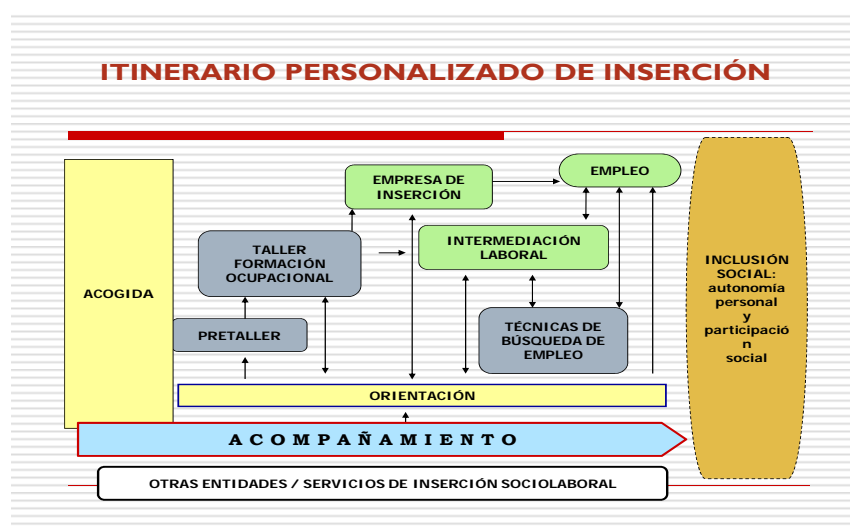 ITINERARIO PERSONALIZADO DE INSERCIÓN
EMPRESA DE
INSERCIÓN
EMPLEO
TALLER
FORMACIÓN
OCUPACIONAL
INTERMEDIACIÓN
LABORAL
ACOGIDA
PRETALLER
TÉCNICAS DE
BÚSQUEDA DE
EMPLEO
INCLUSIÓN
SOCIAL:
autonomía
personal
y
participació
n
social
ORIENTACIÓN
ACOMPAÑAMIENTO
OTRAS ENTIDADES / SERVICIOS DE INSERCIÓN SOCIOLABORAL